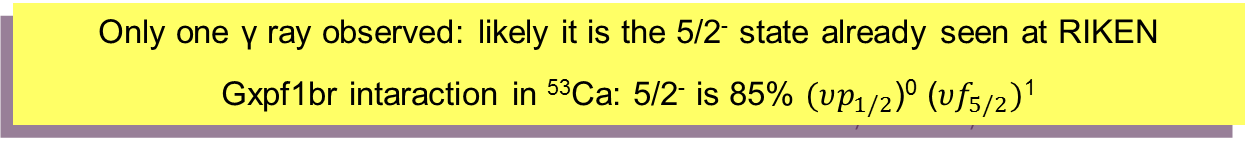 Only one γ ray observed: likely it is the 5/2⁻ state already seen at RIKEN
Gxpf1br intaraction in ⁵³Ca: 5/2⁻ is 85% (υp₁/₂)⁰ (υf₅/₂)¹